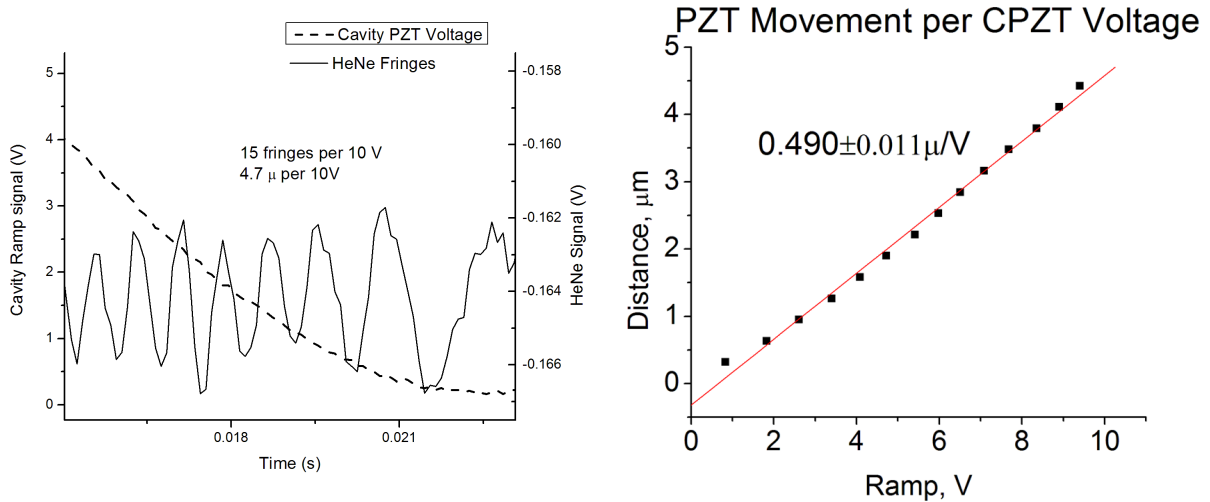 Cavity PZT Voltage
HeNe Fringes
5
4
3
2
1
0
Cavity Ramp signal (V)
15 fringes per 10 V
4.7 μ per 10V
-0.158
-0.160
-0.162
-0.164
-0.166
HeNe Signal (V)
0.018
0.021
Time (s)
PZT Movement per CPZT Voltage
5
4
3
2
1
0
Distance, μm
0.490±0.011μ/V
0
2
4
6
8
10
Ramp, V